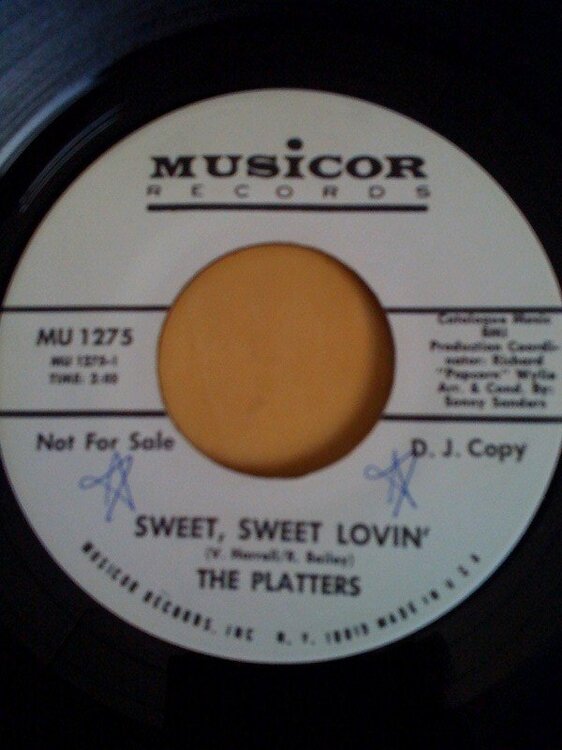 MUSICOR
RECORDS
MU 1275
MU 1275-1
TIME: 2:40
Catalogue Music
BMI
Production Coordi-
nator: Richard
"Popcorn" Wylie
Arr. & Cond. By:
Sonny Sanders
Not For Sale
D. J. Copy
SWEET, SWEET LOVIN'
(V. Harrell/R. Bailey)
THE PLATTERS
MUSICOR RECORDS, INC N. Y. 10019 MADE IN U S A